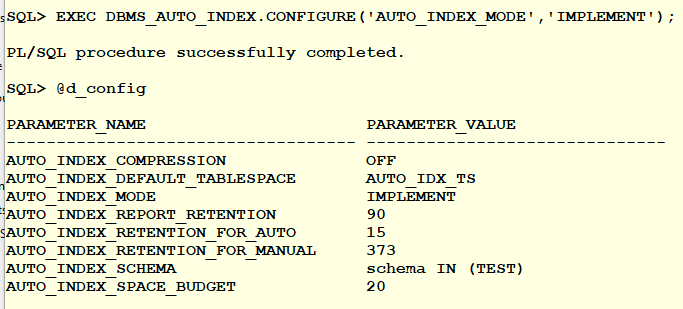 SQL> EXEC DBMS_AUTO_INDEX.CONFIGURE('AUTO_INDEX_MODE','IMPLEMENT');
PL/SQL procedure successfully completed.
SQL> @d_config
PARAMETER_NAME PARAMETER_VALUE
----------------------------------- ------------------------------
AUTO_INDEX_COMPRESSION OFF
AUTO_INDEX_DEFAULT_TABLESPACE AUTO_IDX_TS
AUTO_INDEX_MODE IMPLEMENT
AUTO_INDEX_REPORT_RETENTION 90
AUTO_INDEX_RETENTION_FOR_AUTO 15
AUTO_INDEX_RETENTION_FOR_MANUAL 373
AUTO_INDEX_SCHEMA schema IN (TEST)
AUTO_INDEX_SPACE_BUDGET 20